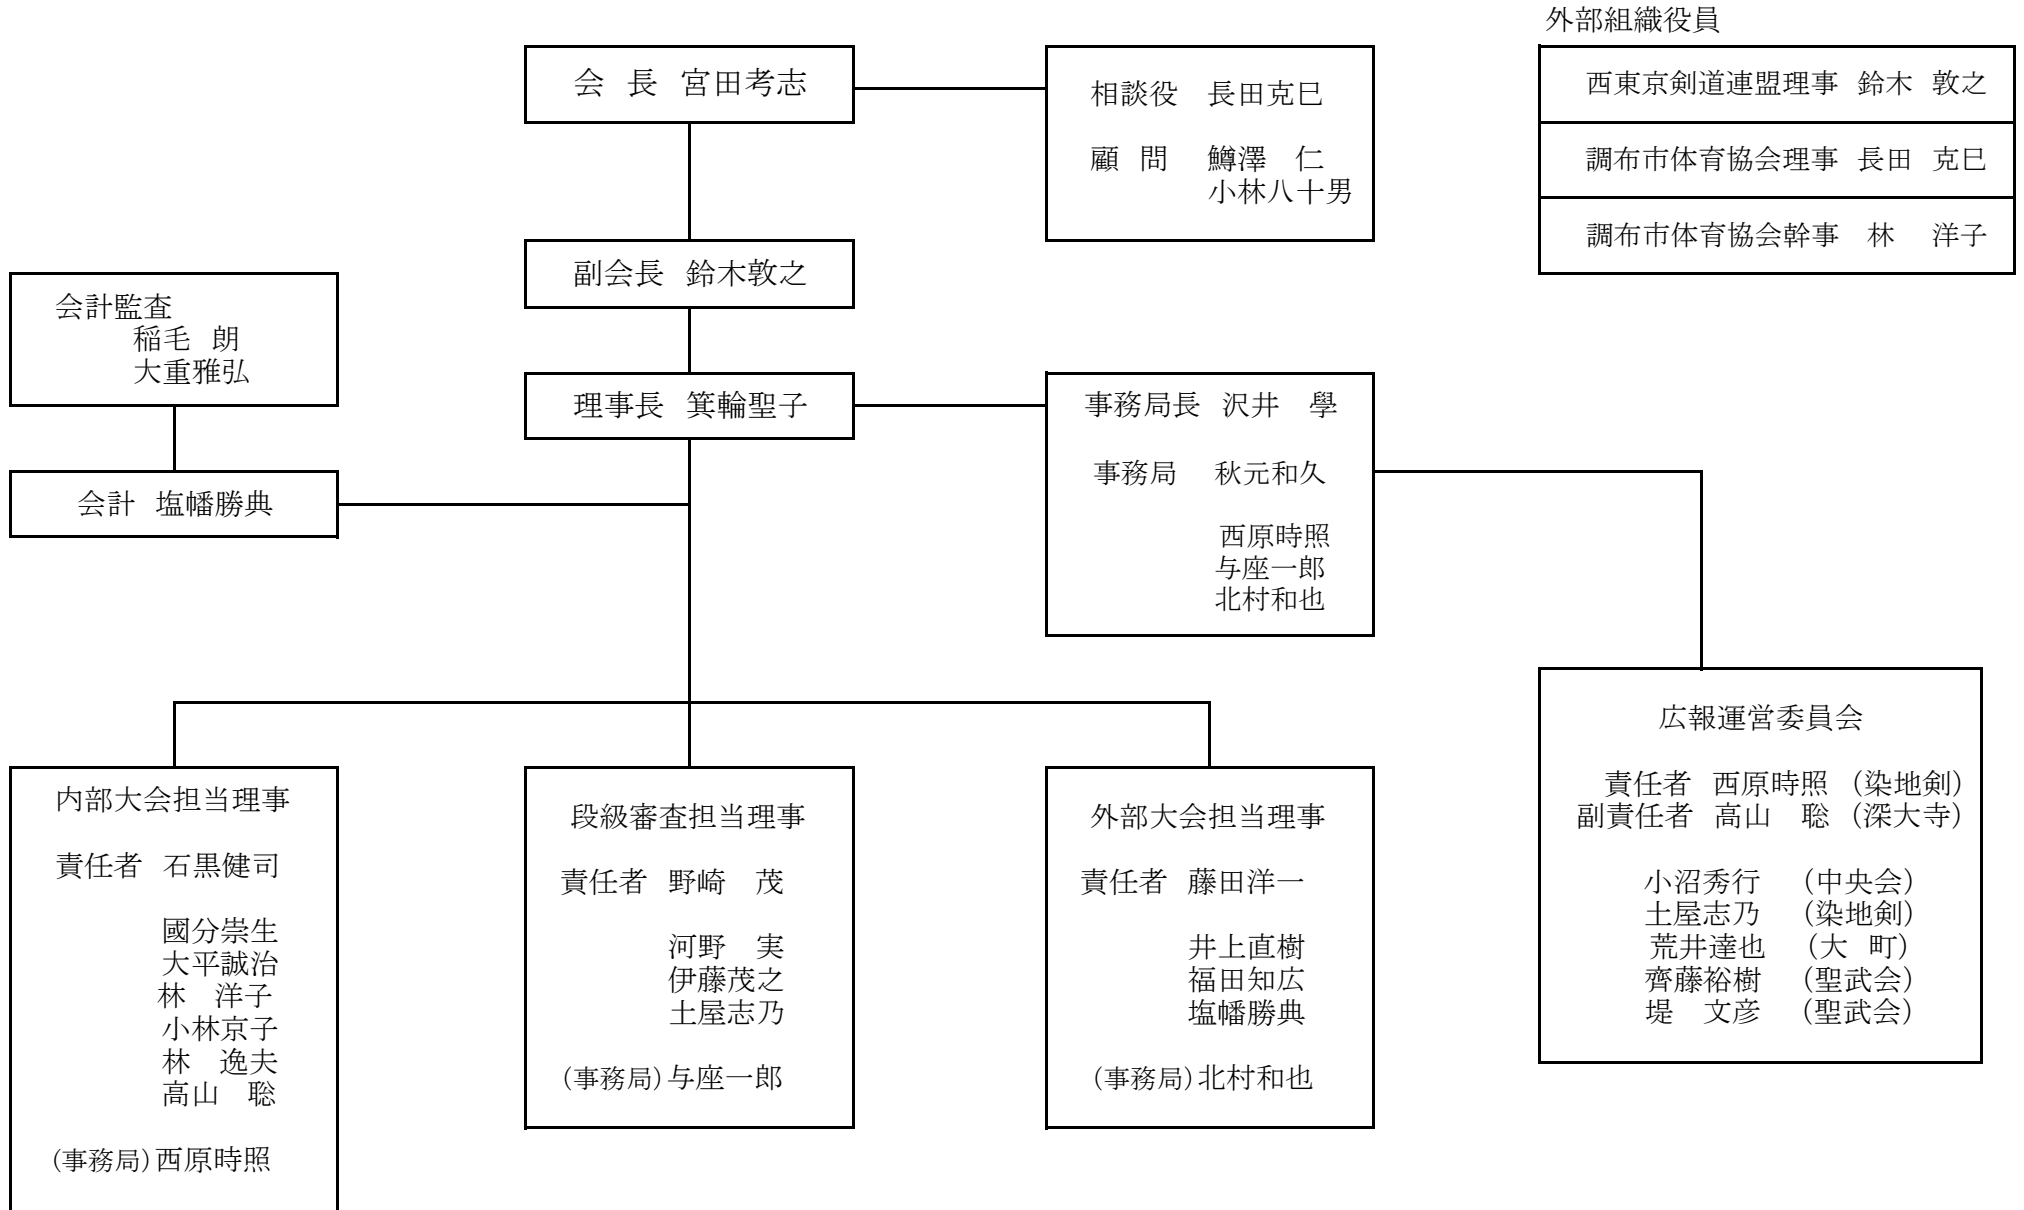 外部組織役員
会 長 宮田考志
相談役 長田克巳
顧 問 鱒澤 仁
小林八十男
西東京剣道連盟理事 鈴木 敦之
調布市体育協会理事 長田 克巳
調布市体育協会幹事 林 洋子
副会長 鈴木敦之
会計監査
稲毛 朗
大重雅弘
理事長 箕輪聖子
会計 塩幡勝典
事務局長 沢井 學
事務局 秋元和久
西原時照
与座一郎
北村和也
内部大会担当理事
責任者 石黒健司
國分崇生
大平誠治
林 洋子
小林京子
林 逸夫
高山 聡
(事務局)西原時照
段級審査担当理事
責任者 野崎 茂
河野 実
伊藤茂之
土屋志乃
(事務局)与座一郎
外部大会担当理事
責任者 藤田洋一
井上直樹
福田知広
塩幡勝典
(事務局)北村和也
広報運営委員会
責任者 西原時照 (染地剣)
副責任者 高山 聡 (深大寺)
小沼秀行 (中央会)
土屋志乃 (染地剣)
荒井達也 (大 町)
齊藤裕樹 (聖武会)
堤 文彦 (聖武会)